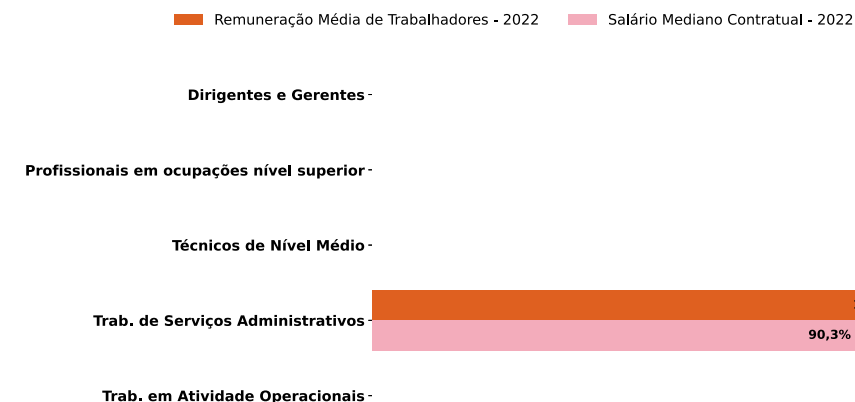 Remuneração Média de Trabalhadores - 2022 Salário Mediano Contratual - 2022
Dirigentes e Gerentes
Profissionais em ocupações nível superior
Técnicos de Nível Médio
Trab. de Serviços Administrativos
90,3%
Trab. em Atividade Operacionais